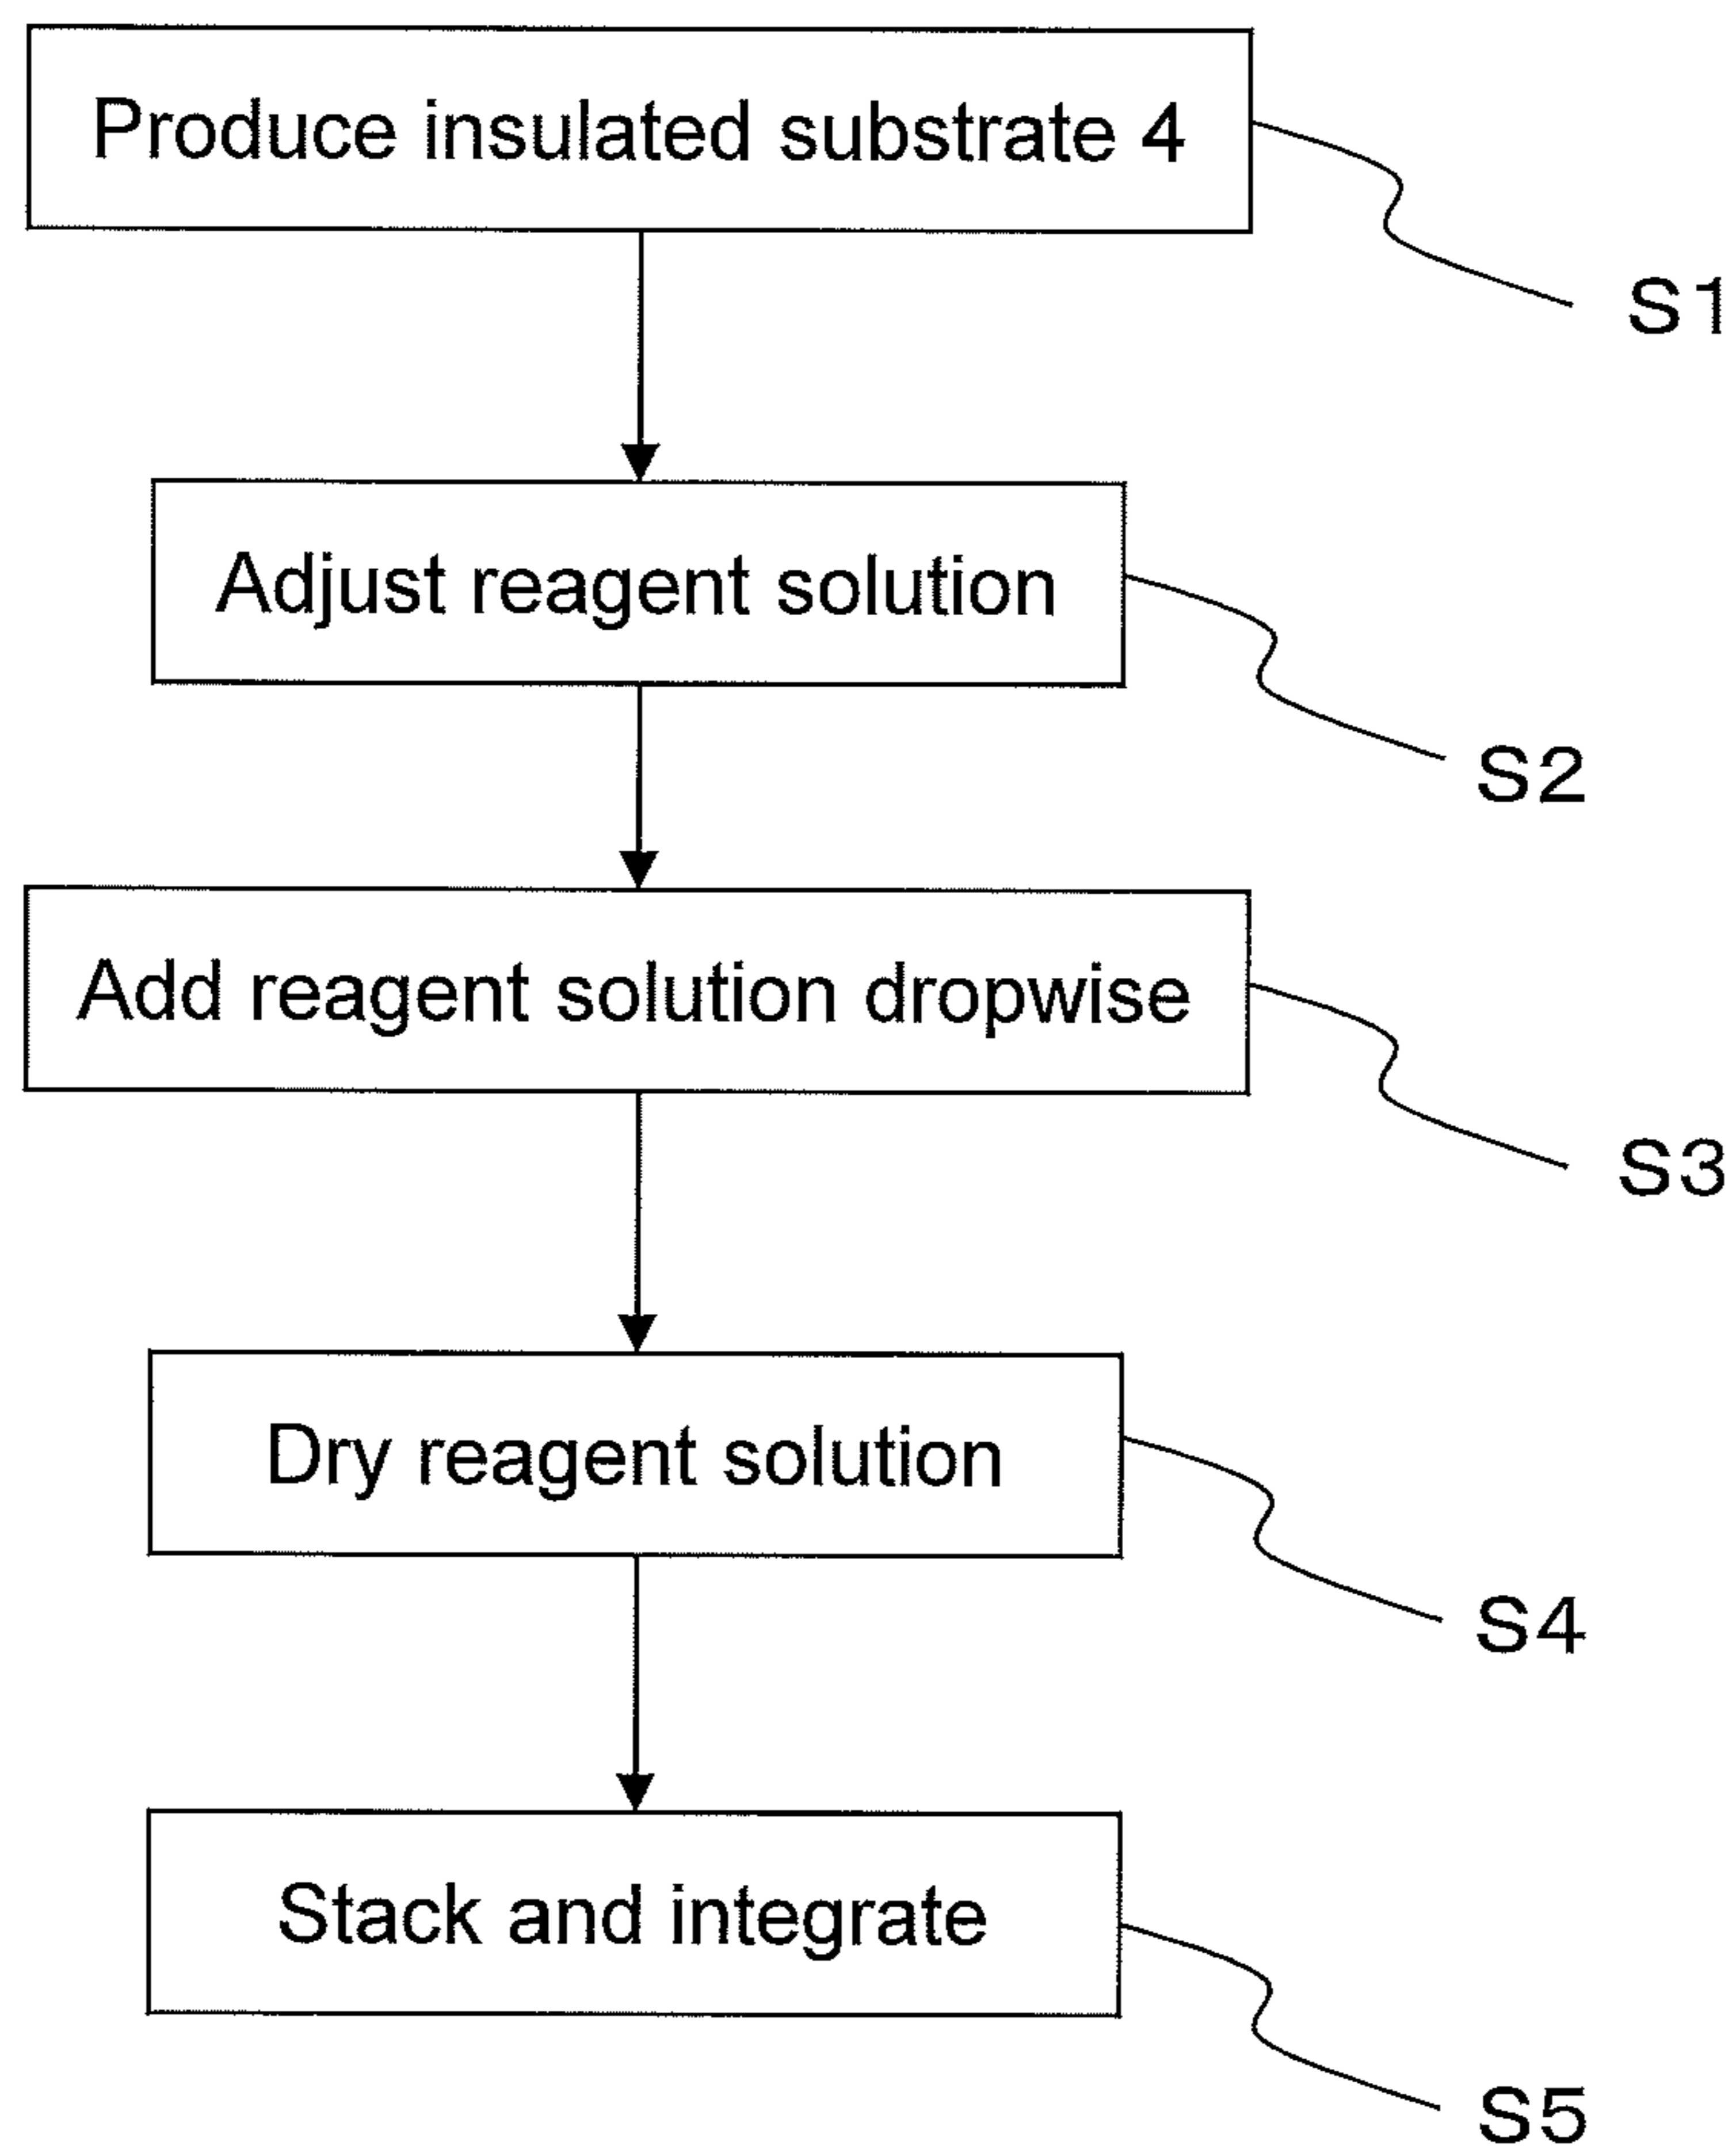 Produce insulated substrate 4
S1
Adjust reagent solution
S2
Add reagent solution dropwise
S3
Dry reagent solution
S4
Stack and integrate
S5